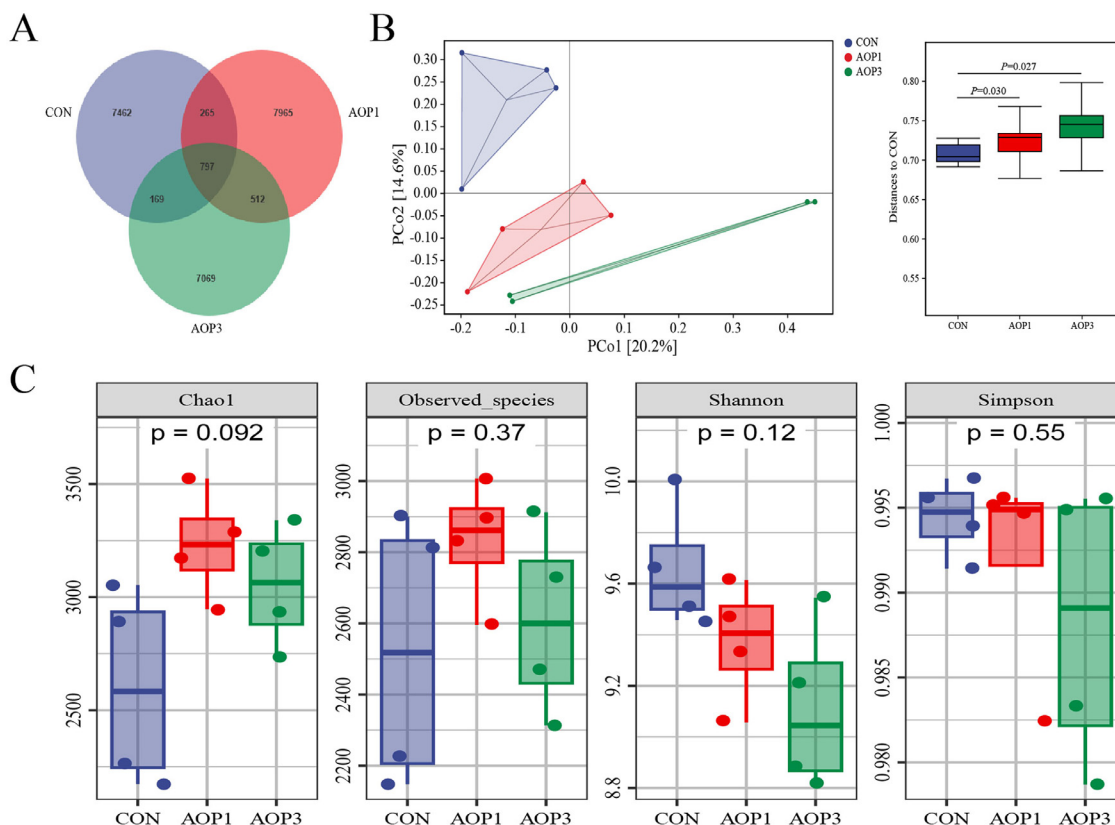 A
CON
AOP1
AOP3
7462
265
7965
797
169
512
7069
B
CON
AOP1
AOP3
PCo2 [14.6%]
0.30
0.25
0.20
0.15
0.10
0.05
0.00
-0.05
-0.10
-0.15
-0.20
-0.25
-0.2
-0.1
0.0
0.1
0.2
0.3
0.4
PCo1 [20.2%]
Distances to CON
0.80
0.75
0.70
0.65
0.60
0.55
P=0.027
P=0.030
CON
AOP1
AOP3
C
Chao1
p = 0.092
3500
3000
2500
CON
AOP1
AOP3
Observed_species
p = 0.37
3000
2800
2600
2400
2200
CON
AOP1
AOP3
Shannon
p = 0.12
10.0
9.6
9.2
8.8
CON
AOP1
AOP3
Simpson
p = 0.55
1.000
0.995
0.990
0.985
0.980
CON
AOP1
AOP3